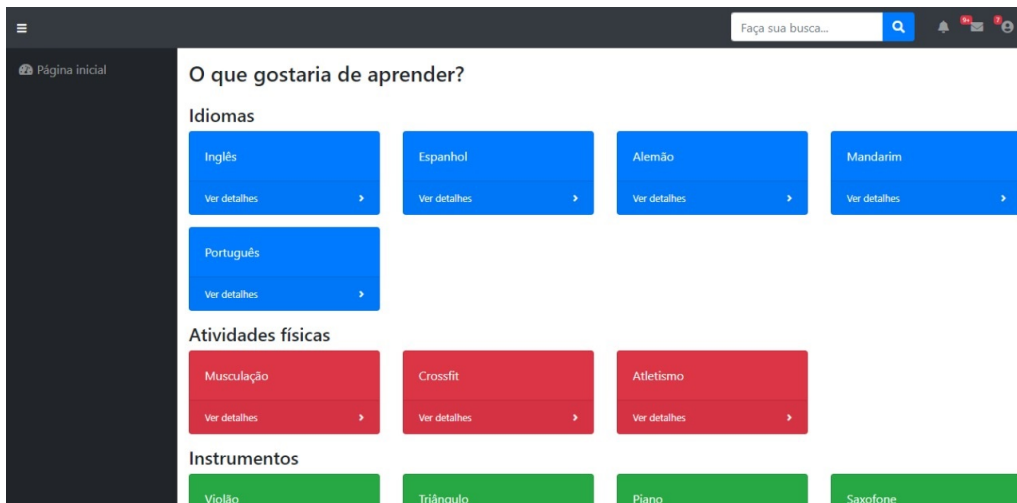 Faça sua busca...
9+
7
Página inicial
O que gostaria de aprender?
Idiomas
Inglês Espanhol Alemão Mandarim
Ver detalhes Ver detalhes Ver detalhes Ver detalhes
Português
Ver detalhes
Atividades físicas
Musculação Crossfit Atletismo
Ver detalhes Ver detalhes Ver detalhes
Instrumentos
Violão Triângulo Piano Saxofone